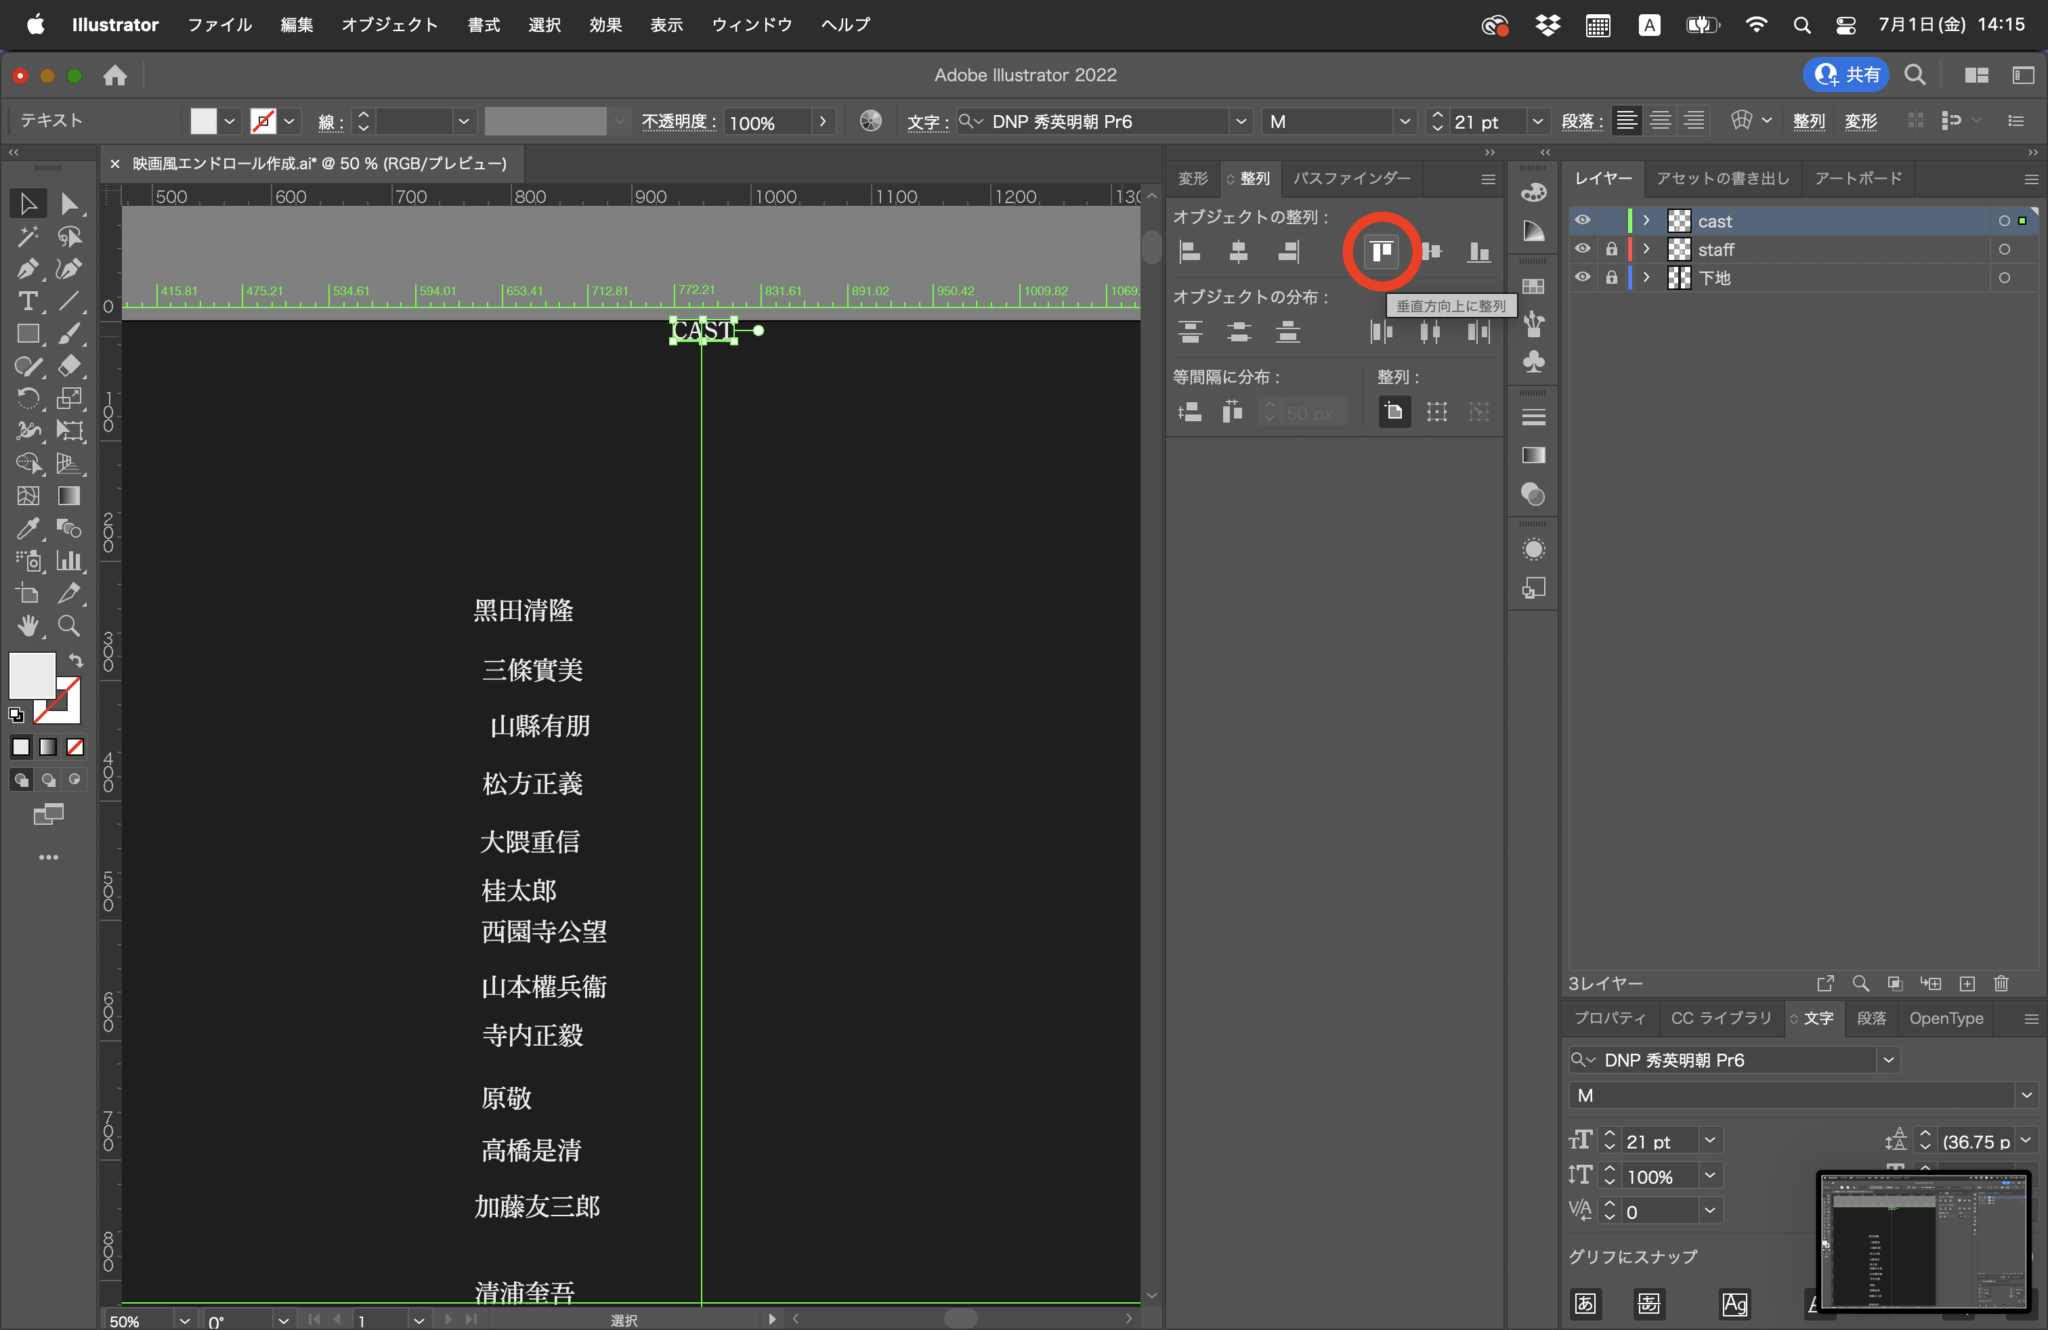 Illustrator ファイル 編集 オブジェクト 書式 選択 効果 表示 ウィンドウ ヘルプ A 7月1日(金) 14:15
Adobe Illustrator 2022 共有
テキスト 線: 不透明度: 100% 文字: DNP 秀英明朝 Pr6 M 21 pt 段落: 整列 変形
× 映画風エンドロール作成.ai* @ 50 % (RGB/プレビュー)
500 600 700 800 900 1000 1100 1200 130
415.81 475.21 534.61 594.01 653.41 712.81 772.21 831.61 891.02 950.42 1009.82 1069.
0
100
200
300
400
500
600
700
800
CAST
黑田清隆
三條實美
山縣有朋
松方正義
大隈重信
桂太郎
西園寺公望
山本權兵衞
寺内正毅
原敬
高橋是清
加藤友三郎
清浦奎吾
50% 0° 1 選択
変形 整列 パスファインダー
オブジェクトの整列:
垂直方向上に整列
オブジェクトの分布:
等間隔に分布: 整列:
50 px
レイヤー アセットの書き出し アートボード
cast
staff
下地
3レイヤー
プロパティ CC ライブラリ 文字 段落 OpenType
DNP 秀英明朝 Pr6
M
21 pt (36.75 p
100%
0
グリフにスナップ
あ あ Ag A